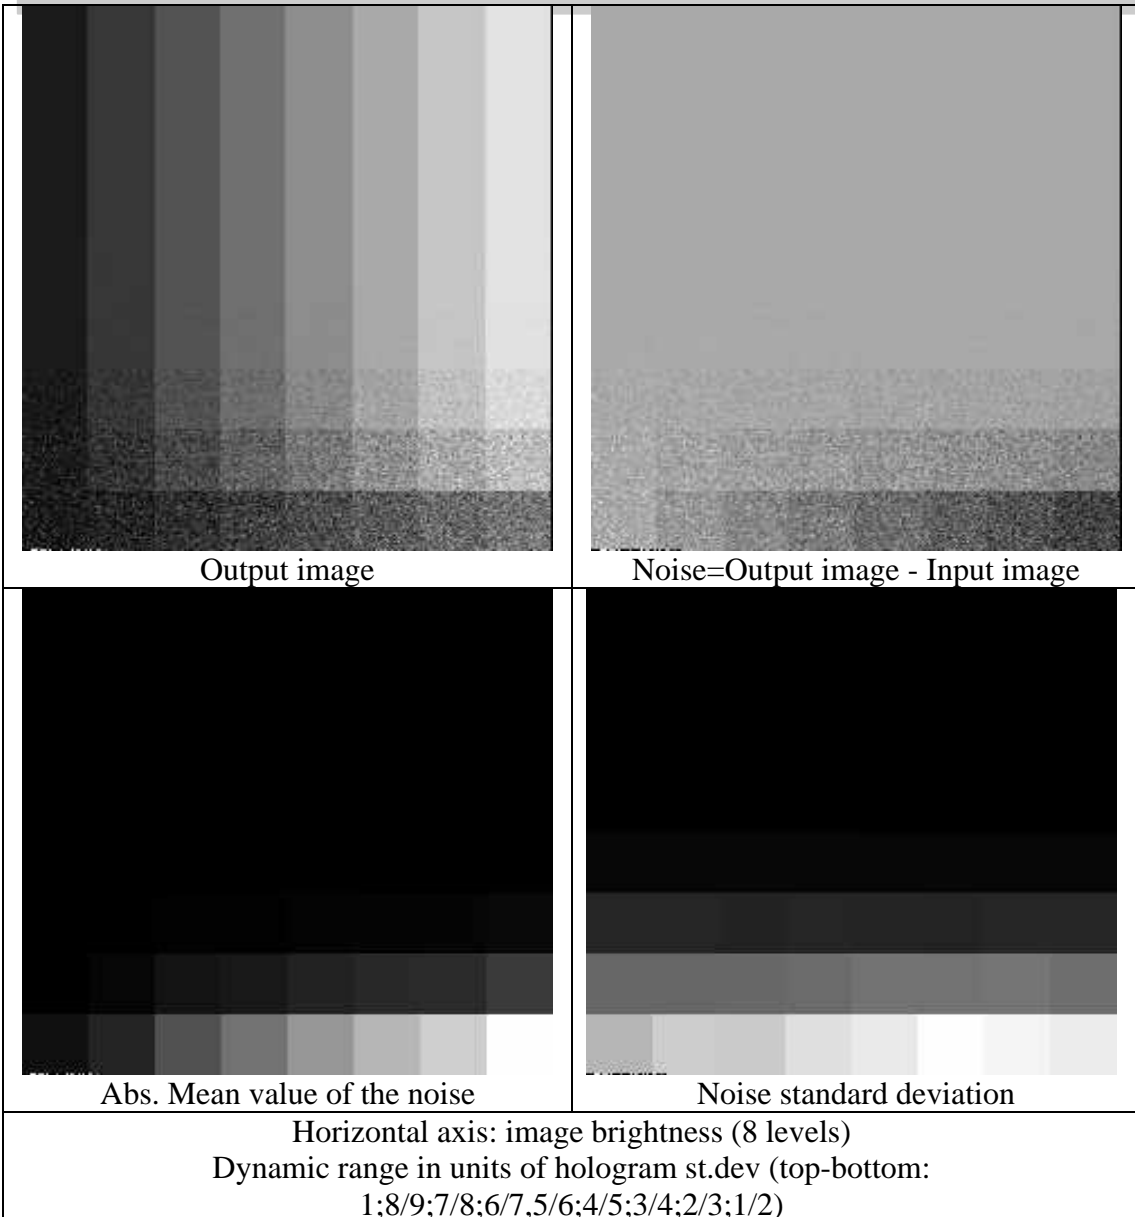 Output image
Noise=Output image - Input image
Abs. Mean value of the noise
Noise standard deviation
Horizontal axis: image brightness (8 levels)
Dynamic range in units of hologram st.dev (top-bottom:
1;8/9;7/8;6/7,5/6;4/5;3/4;2/3;1/2)